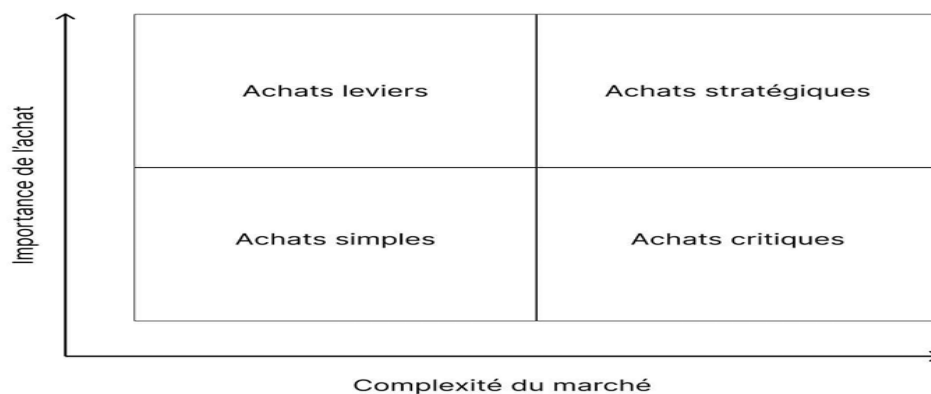 Achats leviers
Achats stratégiques
Importance de l'achat
Achats simples
Achats critiques
Complexité du marché